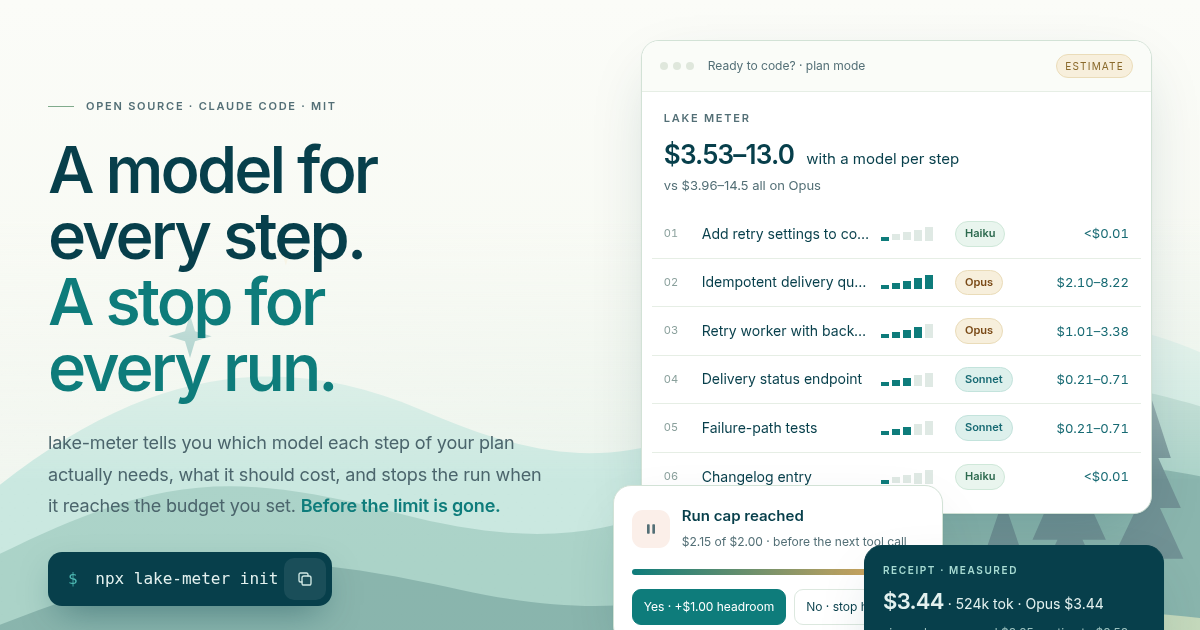 OPEN SOURCE · CLAUDE CODE · MIT
A model for
every step.
A stop for
every run.
lake-meter tells you which model each step of your plan
actually needs, what it should cost, and stops the run when
it reaches the budget you set. Before the limit is gone.
$ npx lake-meter init
Ready to code? · plan mode
ESTIMATE
LAKE METER
$3.53–13.0 with a model per step
vs $3.96–14.5 all on Opus
01 Add retry settings to co... Haiku <$0.01
02 Idempotent delivery qu... Opus $2.10–8.22
03 Retry worker with back... Opus $1.01–3.38
04 Delivery status endpoint Sonnet $0.21–0.71
05 Failure-path tests Sonnet $0.21–0.71
06 Changelog entry Haiku <$0.01
Run cap reached
$2.15 of $2.00 · before the next tool call
Yes · +$1.00 headroom
No · stop
RECEIPT · MEASURED
$3.44 · 524k tok · Opus $3.44